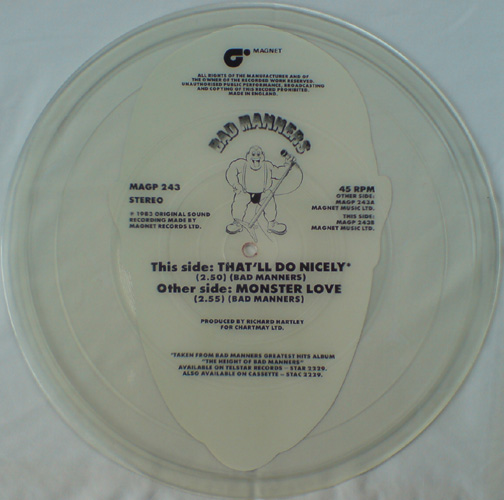 MAGNET
ALL RIGHTS OF THE MANUFACTURER AND OF
THE OWNER OF THE RECORDED WORK RESERVED.
UNAUTHORISED PUBLIC PERFORMANCE, BROADCASTING
AND COPYING OF THIS RECORD PROHIBITED.
MADE IN ENGLAND.
BAD MANNERS
MAGP 243
STEREO
℗ 1983 ORIGINAL SOUND
RECORDING MADE BY
MAGNET RECORDS LTD.
45 RPM
OTHER SIDE:
MAGP 243A
MAGNET MUSIC LTD.
THIS SIDE:
MAGP 243B
MAGNET MUSIC LTD.
This side: THAT'LL DO NICELY*
(2.50) (BAD MANNERS)
Other side: MONSTER LOVE
(2.55) (BAD MANNERS)
PRODUCED BY RICHARD HARTLEY
FOR CHARTMAY LTD.
*TAKEN FROM BAD MANNERS GREATEST HITS ALBUM
"THE HEIGHT OF BAD MANNERS"
AVAILABLE ON TELSTAR RECORDS – STAR 2229.
ALSO AVAILABLE ON CASSETTE – STAC 2229.